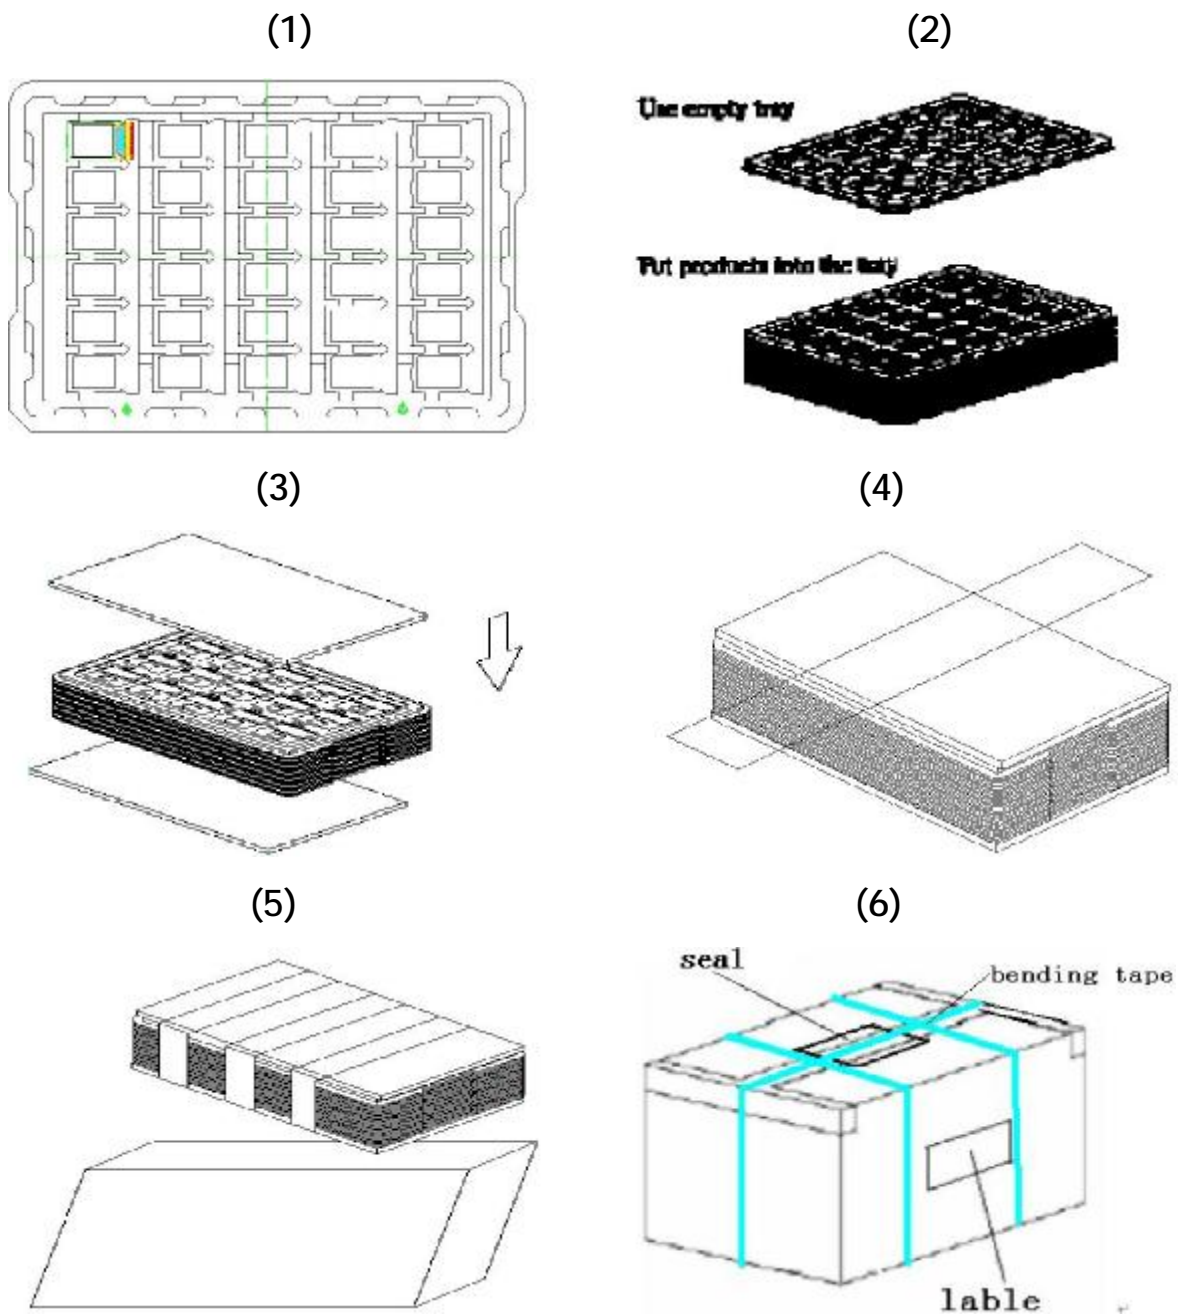 (1)
(2)
Use empty tray
Put products into the tray
(3)
(4)
(5)
(6)
seal
bending tape
lable